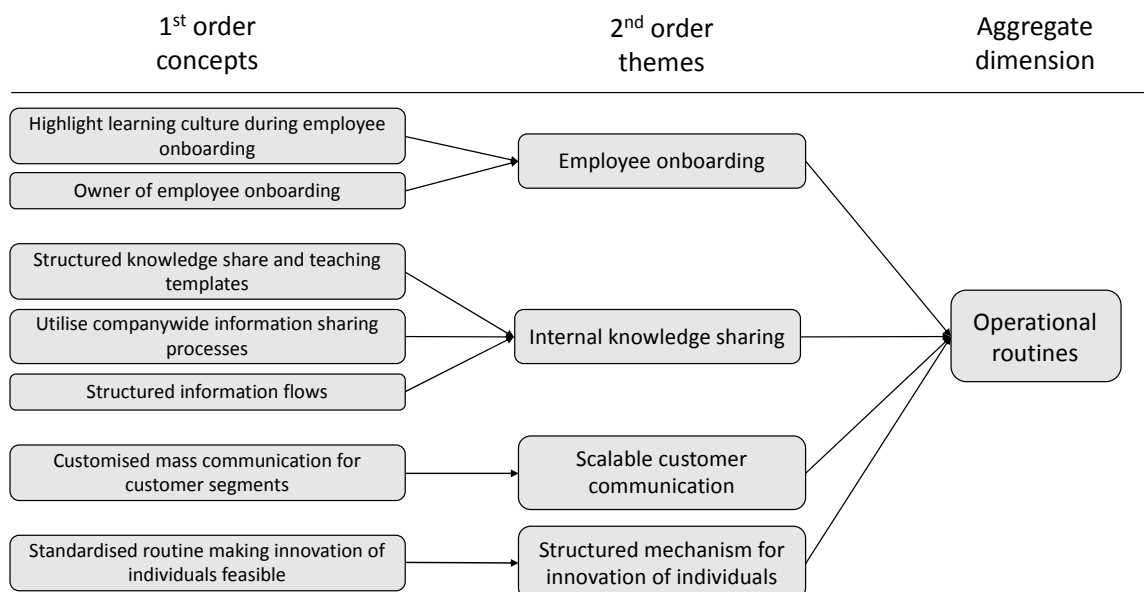 1st order
concepts
2nd order
themes
Aggregate
dimension
Highlight learning culture during employee
onboarding
Owner of employee onboarding
Employee onboarding
Structured knowledge share and teaching
templates
Utilise companywide information sharing
processes
Structured information flows
Internal knowledge sharing
Operational
routines
Customised mass communication for
customer segments
Scalable customer
communication
Standardised routine making innovation of
individuals feasible
Structured mechanism for
innovation of individuals